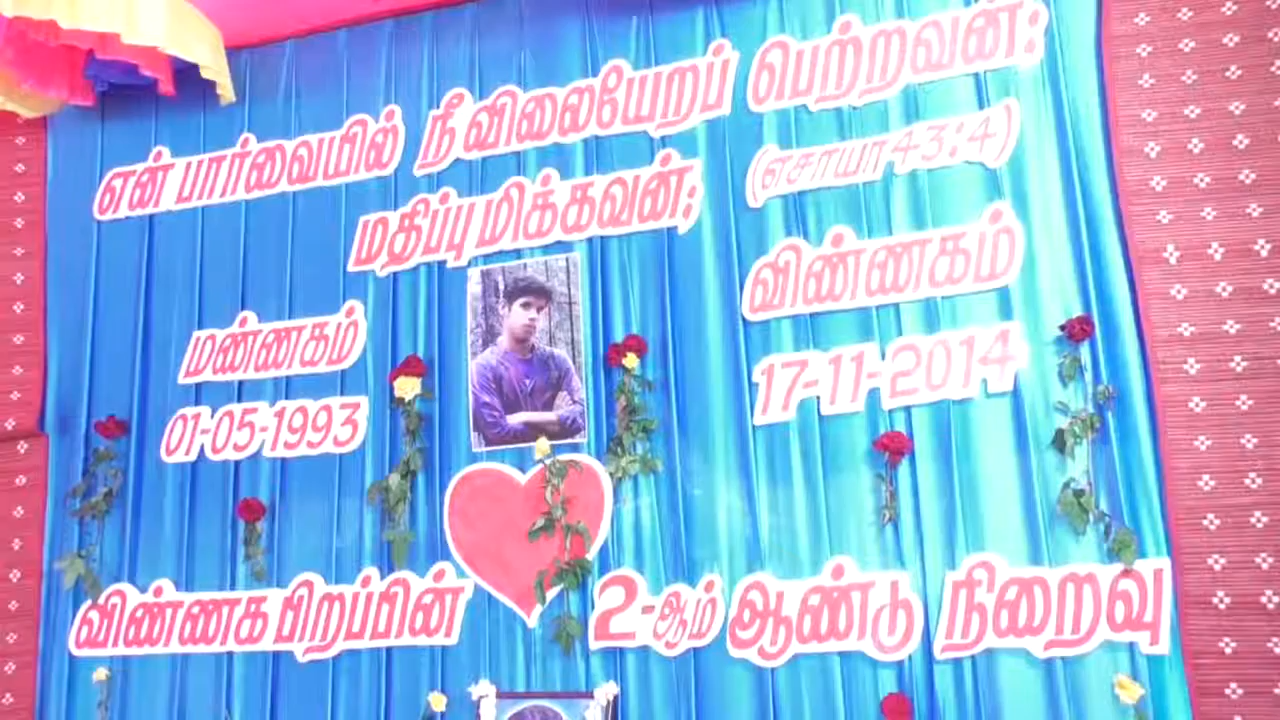 என் பார்வையில் நீ விலையேறப் பெற்றவன்;
மதிப்பு மிக்கவன்; (எசாயா 43:4)
மண்ணகம்
01-05-1993
விண்ணகம்
17-11-2014
விண்ணக பிறப்பின் 2-ஆம் ஆண்டு நிறைவு